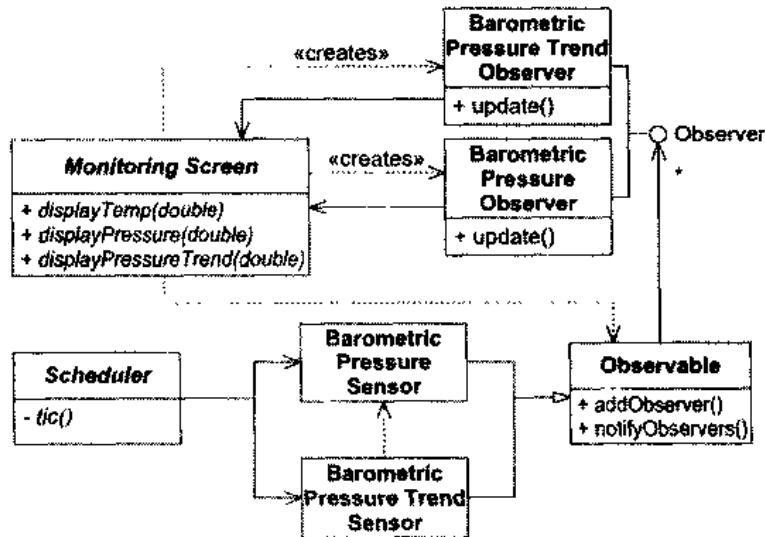 Barometric
Pressure Trend
Observer
+ update()
«creates»
Observer
*
Monitoring Screen
+ displayTemp(double)
+ displayPressure(double)
+ displayPressureTrend(double)
«creates»
Barometric
Pressure
Observer
+ update()
Scheduler
- tic()
Barometric
Pressure
Sensor
Barometric
Pressure Trend
Sensor
Observable
+ addObserver()
+ notifyObservers()